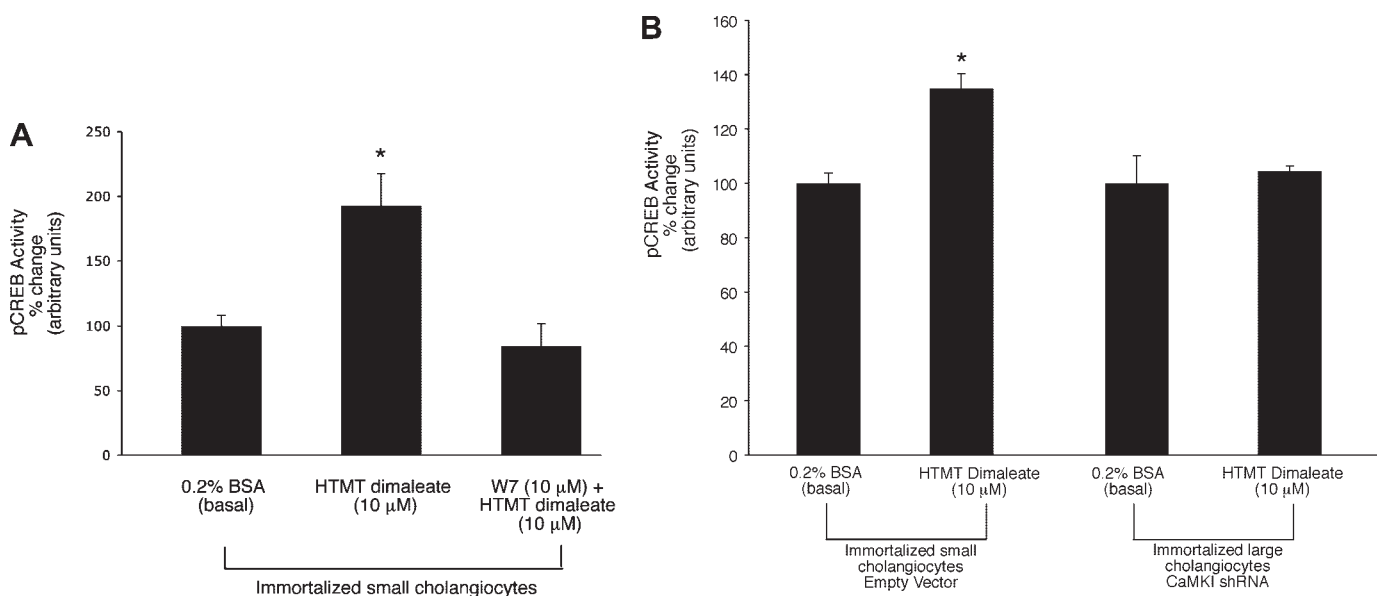 A
pCREB Activity
% change
(arbitrary units)
250
200
150
100
50
0
*
0.2% BSA
(basal)
HTMT dimaleate
(10 µM)
W7 (10 µM) +
HTMT dimaleate
(10 µM)
Immortalized small cholangiocytes
B
pCREB Activity
% change
(arbitrary units)
160
140
120
100
80
60
40
20
0
*
0.2% BSA
(basal)
HTMT Dimaleate
(10 µM)
0.2% BSA
(basal)
HTMT Dimaleate
(10 µM)
Immortalized small
cholangiocytes
Empty Vector
Immortalized large
cholangiocytes
CaMKI shRNA